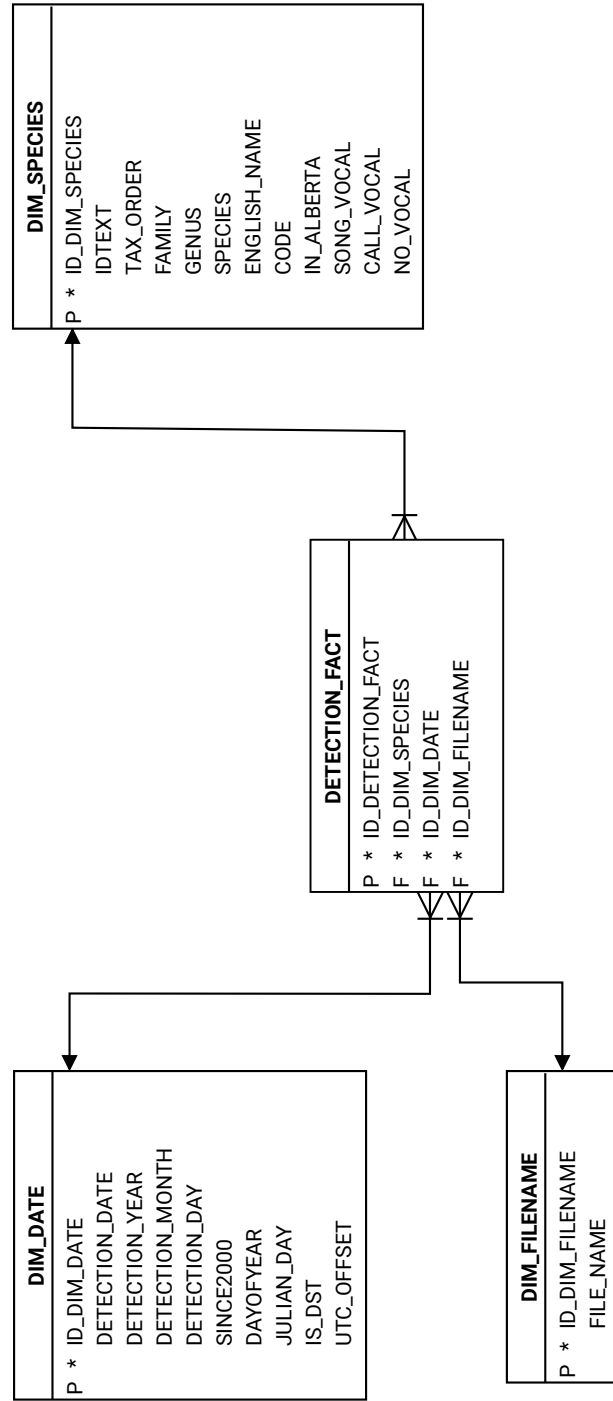 DIM_DATE
P * ID_DIM_DATE
DETECTION_DATE
DETECTION_YEAR
DETECTION_MONTH
DETECTION_DAY
SINCE2000
DAYOFYEAR
JULIAN_DAY
IS_DST
UTC_OFFSET
DIM_FILENAME
P * ID_DIM_FILENAME
FILE_NAME
DETECTION_FACT
P * ID_DETECTION_FACT
F * ID_DIM_SPECIES
F * ID_DIM_DATE
F * ID_DIM_FILENAME
DIM_SPECIES
P * ID_DIM_SPECIES
IDTEXT
TAX_ORDER
FAMILY
GENUS
SPECIES
ENGLISH_NAME
CODE
IN_ALBERTA
SONG_VOCAL
CALL_VOCAL
NO_VOCAL